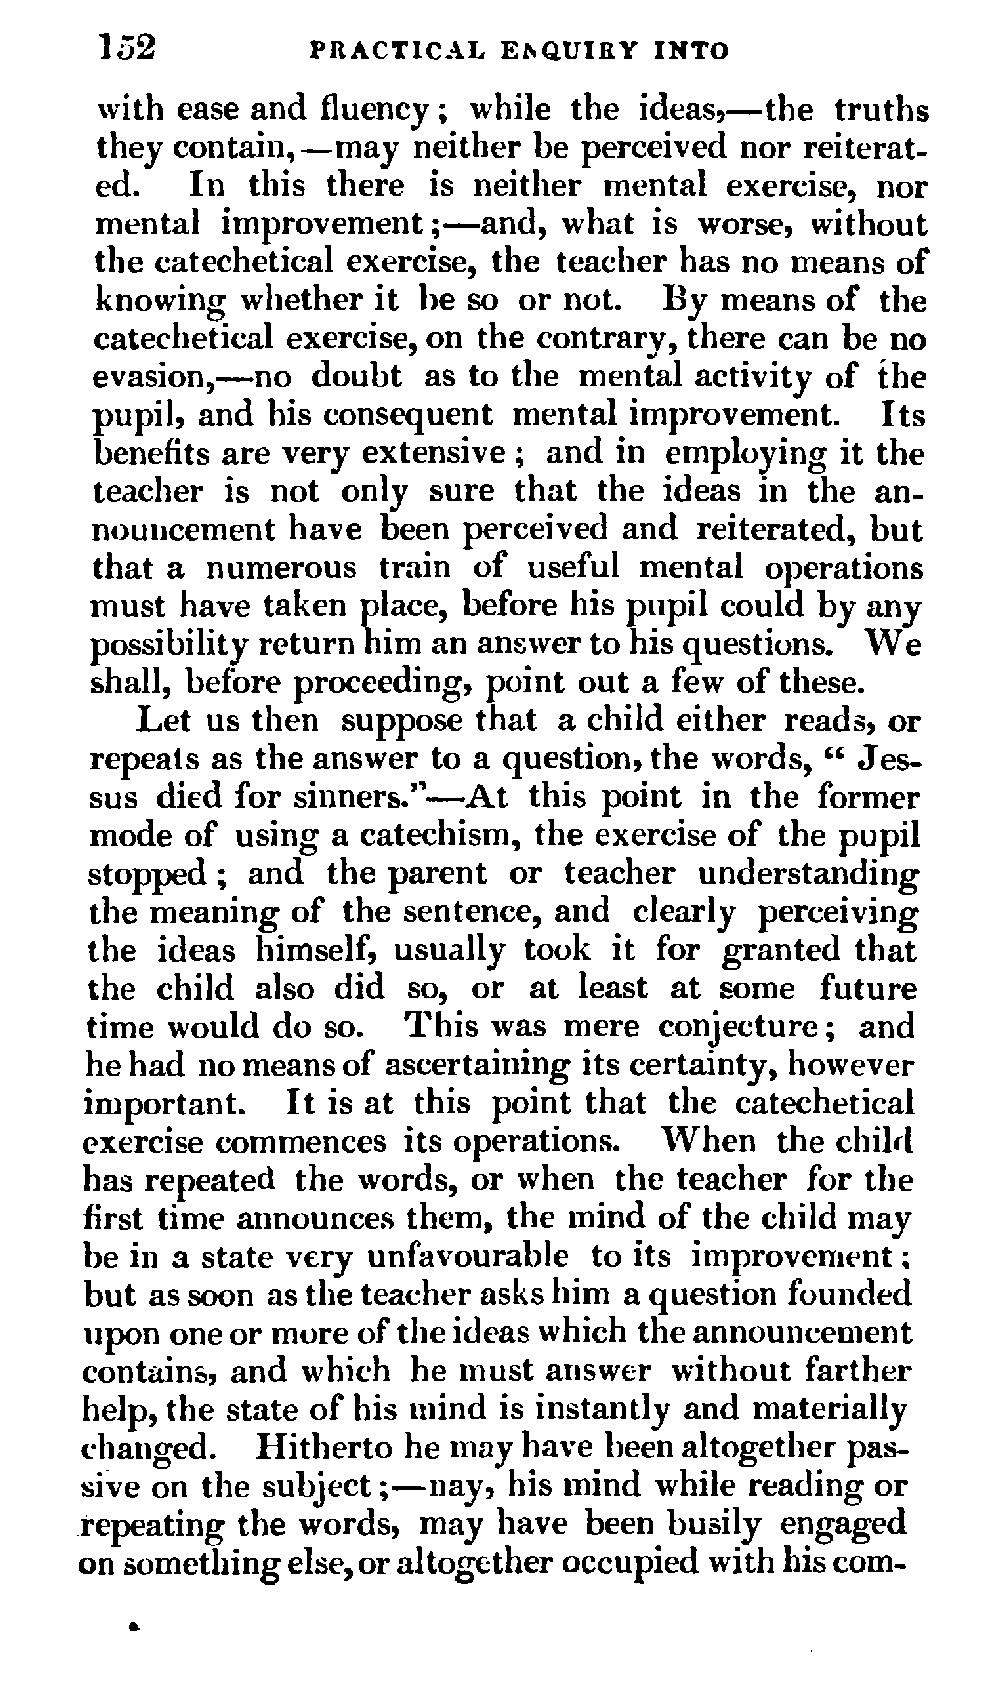 152 PRACTICAL ENQUIRY INTO
with ease and fluency; while the ideas,—the truths
they contain,—may neither be perceived nor reiterat-
ed. In this there is neither mental exercise, nor
mental improvement;—and, what is worse, without
the catechetical exercise, the teacher has no means of
knowing whether it be so or not. By means of the
catechetical exercise, on the contrary, there can be no
evasion,—no doubt as to the mental activity of the
pupil, and his consequent mental improvement. Its
benefits are very extensive; and in employing it the
teacher is not only sure that the ideas in the an-
nouncement have been perceived and reiterated, but
that a numerous train of useful mental operations
must have taken place, before his pupil could by any
possibility return him an answer to his questions. We
shall, before proceeding, point out a few of these.
Let us then suppose that a child either reads, or
repeats as the answer to a question, the words, “ Jes-
sus died for sinners.”—At this point in the former
mode of using a catechism, the exercise of the pupil
stopped; and the parent or teacher understanding
the meaning of the sentence, and clearly perceiving
the ideas himself, usually took it for granted that
the child also did so, or at least at some future
time would do so. This was mere conjecture; and
he had no means of ascertaining its certainty, however
important. It is at this point that the catechetical
exercise commences its operations. When the child
has repeated the words, or when the teacher for the
first time announces them, the mind of the child may
be in a state very unfavourable to its improvement;
but as soon as the teacher asks him a question founded
upon one or more of the ideas which the announcement
contains, and which he must answer without farther
help, the state of his mind is instantly and materially
changed. Hitherto he may have been altogether pas-
sive on the subject;—nay, his mind while reading or
repeating the words, may have been busily engaged
on something else, or altogether occupied with his com-